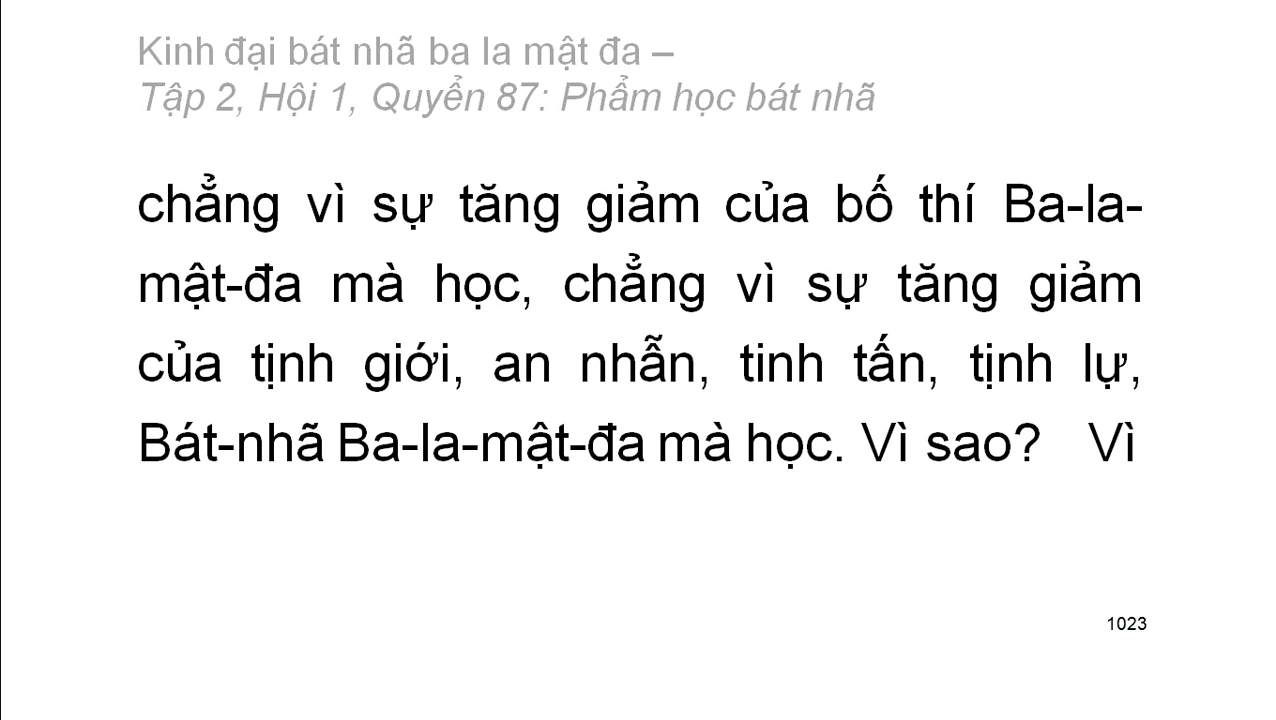 Kinh đại bát nhã ba la mật đa –
Tập 2, Hội 1, Quyển 87: Phẩm học bát nhã
chẳng vì sự tăng giảm của bố thí Ba-la-
mật-đa mà học, chẳng vì sự tăng giảm
của tịnh giới, an nhẫn, tinh tấn, tịnh lự,
Bát-nhã Ba-la-mật-đa mà học. Vì sao? Vì
1023